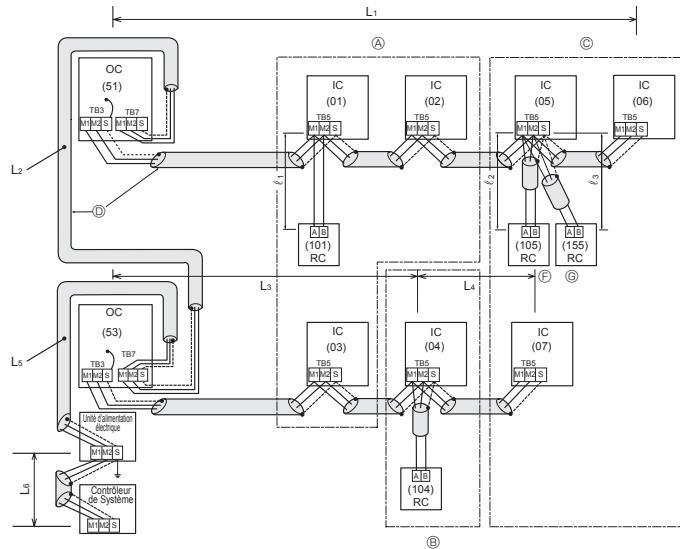 L1
A
C
OC
(51)
TB3
TB7
M1 M2 S
M1 M2 S
IC
(01)
TB5
M1 M2 S
IC
(02)
TB5
M1 M2 S
IC
(05)
TB5
M1 M2 S
IC
(06)
TB5
M1 M2 S
L2
D
ℓ1
ℓ2
ℓ3
A B
(101)
RC
A B
(105)
RC
A B
(155)
RC
F
G
L3
L4
OC
(53)
TB3
TB7
M1 M2 S
M1 M2 S
IC
(03)
TB5
M1 M2 S
IC
(04)
TB5
M1 M2 S
IC
(07)
TB5
M1 M2 S
L5
Unité d'alimentation
électrique
M1 M2 S
L6
Contrôleur
de Système
M1 M2 S
A B
(104)
RC
B